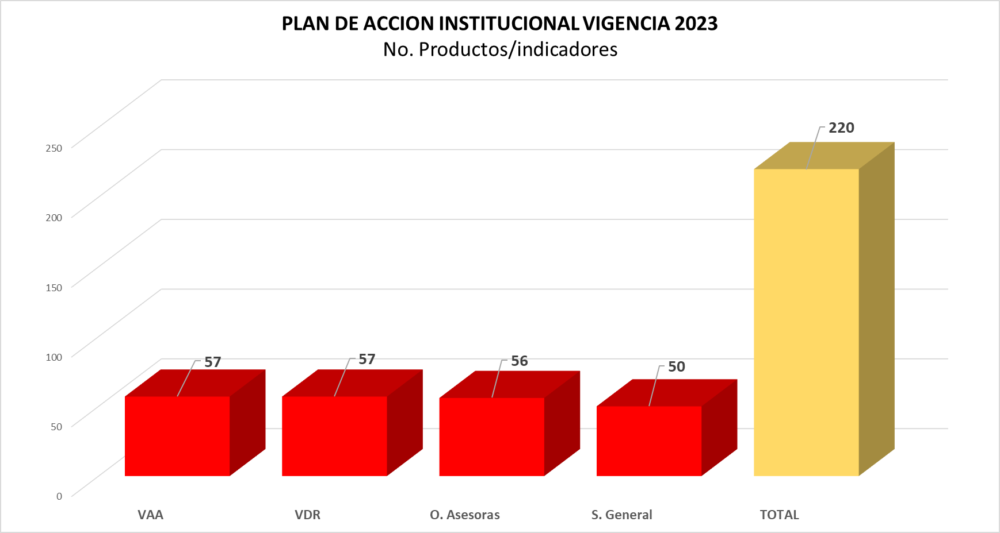 PLAN DE ACCION INSTITUCIONAL VIGENCIA 2023
No. Productos/indicadores
250
200
150
100
50
0
57
57
56
50
220
VAA
VDR
O. Asesoras
S. General
TOTAL